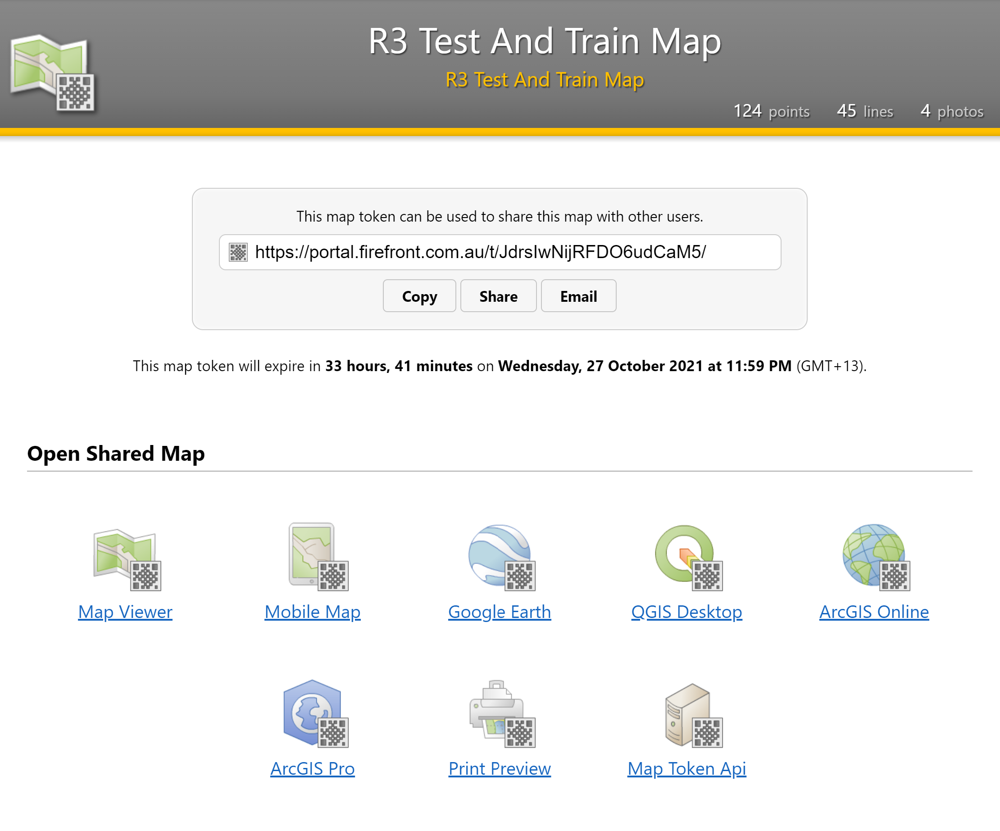 R3 Test And Train Map
R3 Test And Train Map
124 points 45 lines 4 photos
This map token can be used to share this map with other users.
https://portal.firefront.com.au/t/JdrsIwNijRFDO6udCaM5/
Copy Share Email
This map token will expire in 33 hours, 41 minutes on Wednesday, 27 October 2021 at 11:59 PM (GMT+13).
Open Shared Map
Map Viewer Mobile Map Google Earth QGIS Desktop ArcGIS Online
ArcGIS Pro Print Preview Map Token Api